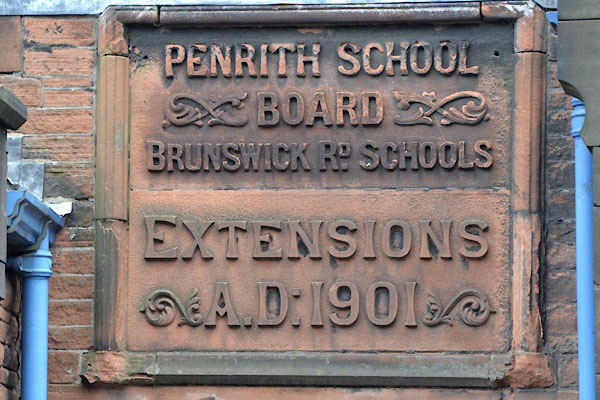 PENRITH SCHOOL
BOARD
BRUNSWICK RD SCHOOLS
EXTENSIONS
A.D: 1901